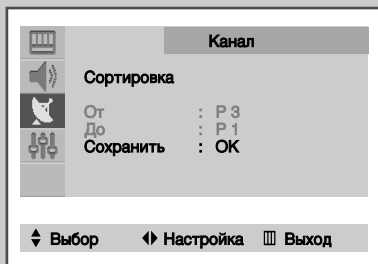 Канал
Сортировка
От : P 3
До : P 1
Сохранить : OK
Выбор Настройка Выход